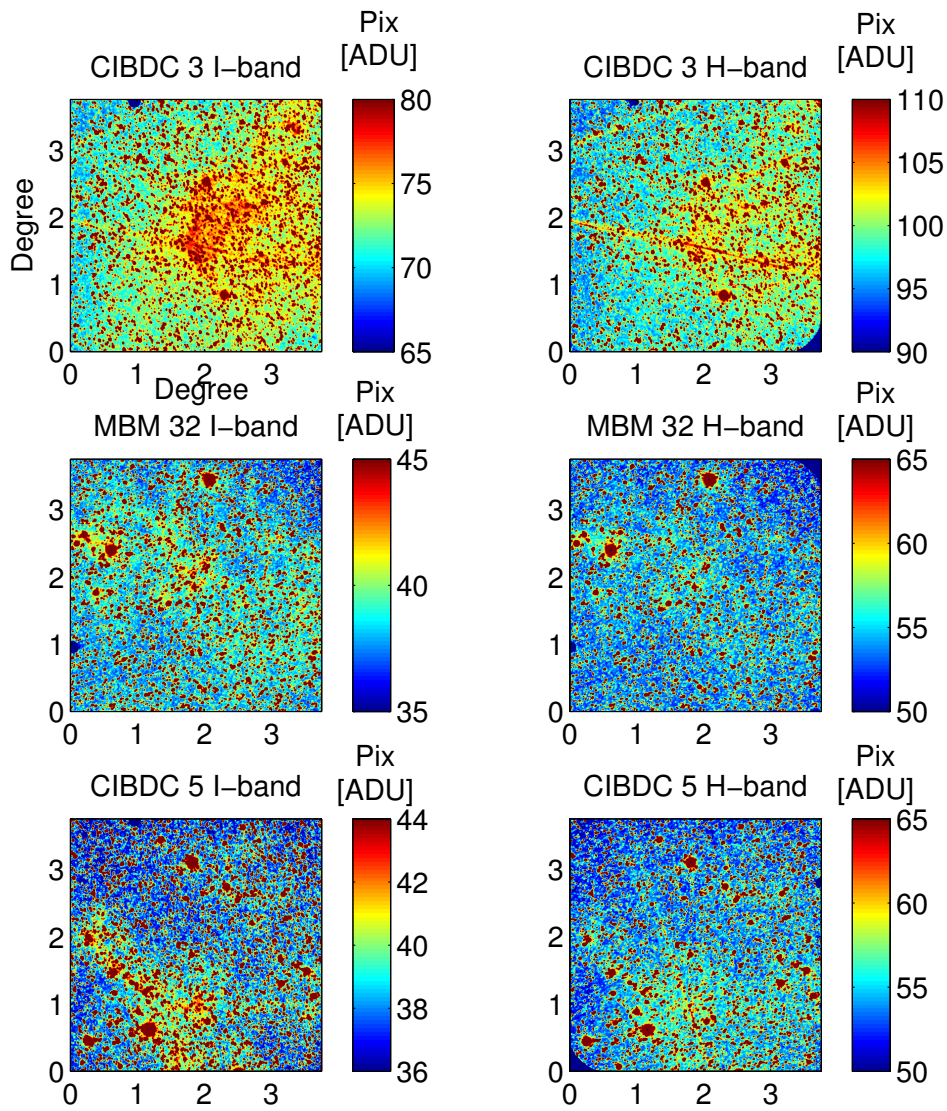 CIBDC 3 I−band
Pix
[ADU]
80
75
70
65
3
2
1
0
Degree
0 1 2 3
Degree
CIBDC 3 H−band
Pix
[ADU]
110
105
100
95
90
3
2
1
0
0 1 2 3
MBM 32 I−band
Pix
[ADU]
45
40
35
3
2
1
0
0 1 2 3
MBM 32 H−band
Pix
[ADU]
65
60
55
50
3
2
1
0
0 1 2 3
CIBDC 5 I−band
Pix
[ADU]
44
42
40
38
36
3
2
1
0
0 1 2 3
CIBDC 5 H−band
Pix
[ADU]
65
60
55
50
3
2
1
0
0 1 2 3